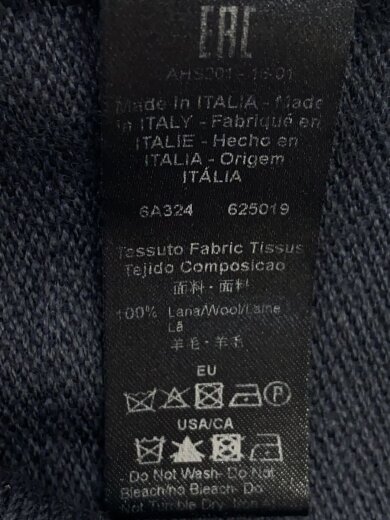 EAC
AHS201 - 16-01
Made in ITALIA - Made
in ITALY - Fabriqué en
ITALIE - Hecho en
ITALIA - Origem
ITÁLIA
6A324 625019
Tessuto Fabric Tissus
Tejido Composicao
面料 - 面料
100% Lana/Wool/Laine
Lã
羊毛 - 羊毛
EU
P
USA/CA
- Do Not Wash- Do Not
Bleach/no Bleach- Do
Not Tumble Dry